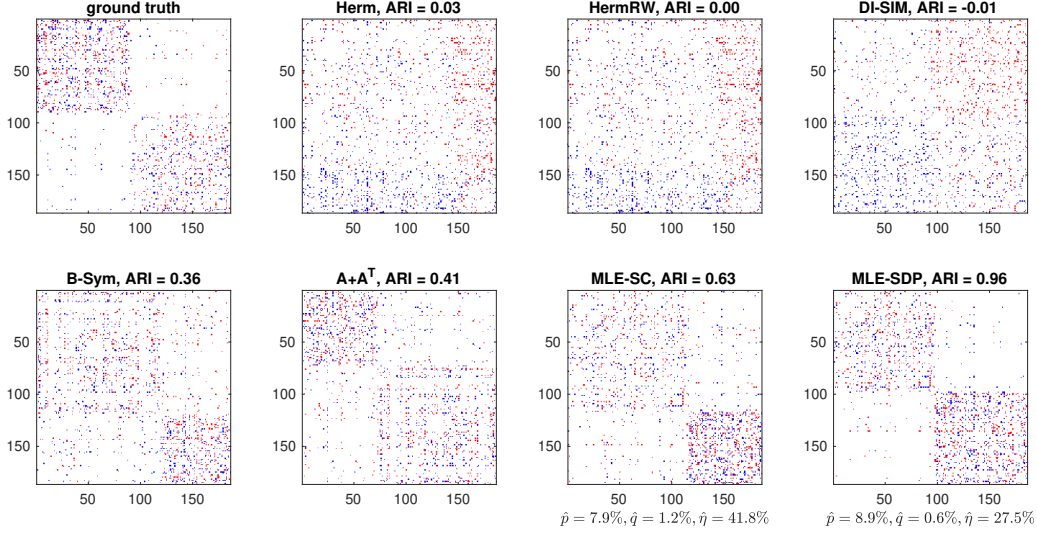 ground truth
Herm, ARI = 0.03
HermRW, ARI = 0.00
DI-SIM, ARI = -0.01
50
100
150
50 100 150
50
100
150
50 100 150
50
100
150
50 100 150
50
100
150
50 100 150
B-Sym, ARI = 0.36
A+A^T, ARI = 0.41
MLE-SC, ARI = 0.63
MLE-SDP, ARI = 0.96
50
100
150
50 100 150
50
100
150
50 100 150
50
100
150
50 100 150
50
100
150
50 100 150
p̂ = 7.9%, q̂ = 1.2%, η̂ = 41.8%
p̂ = 8.9%, q̂ = 0.6%, η̂ = 27.5%